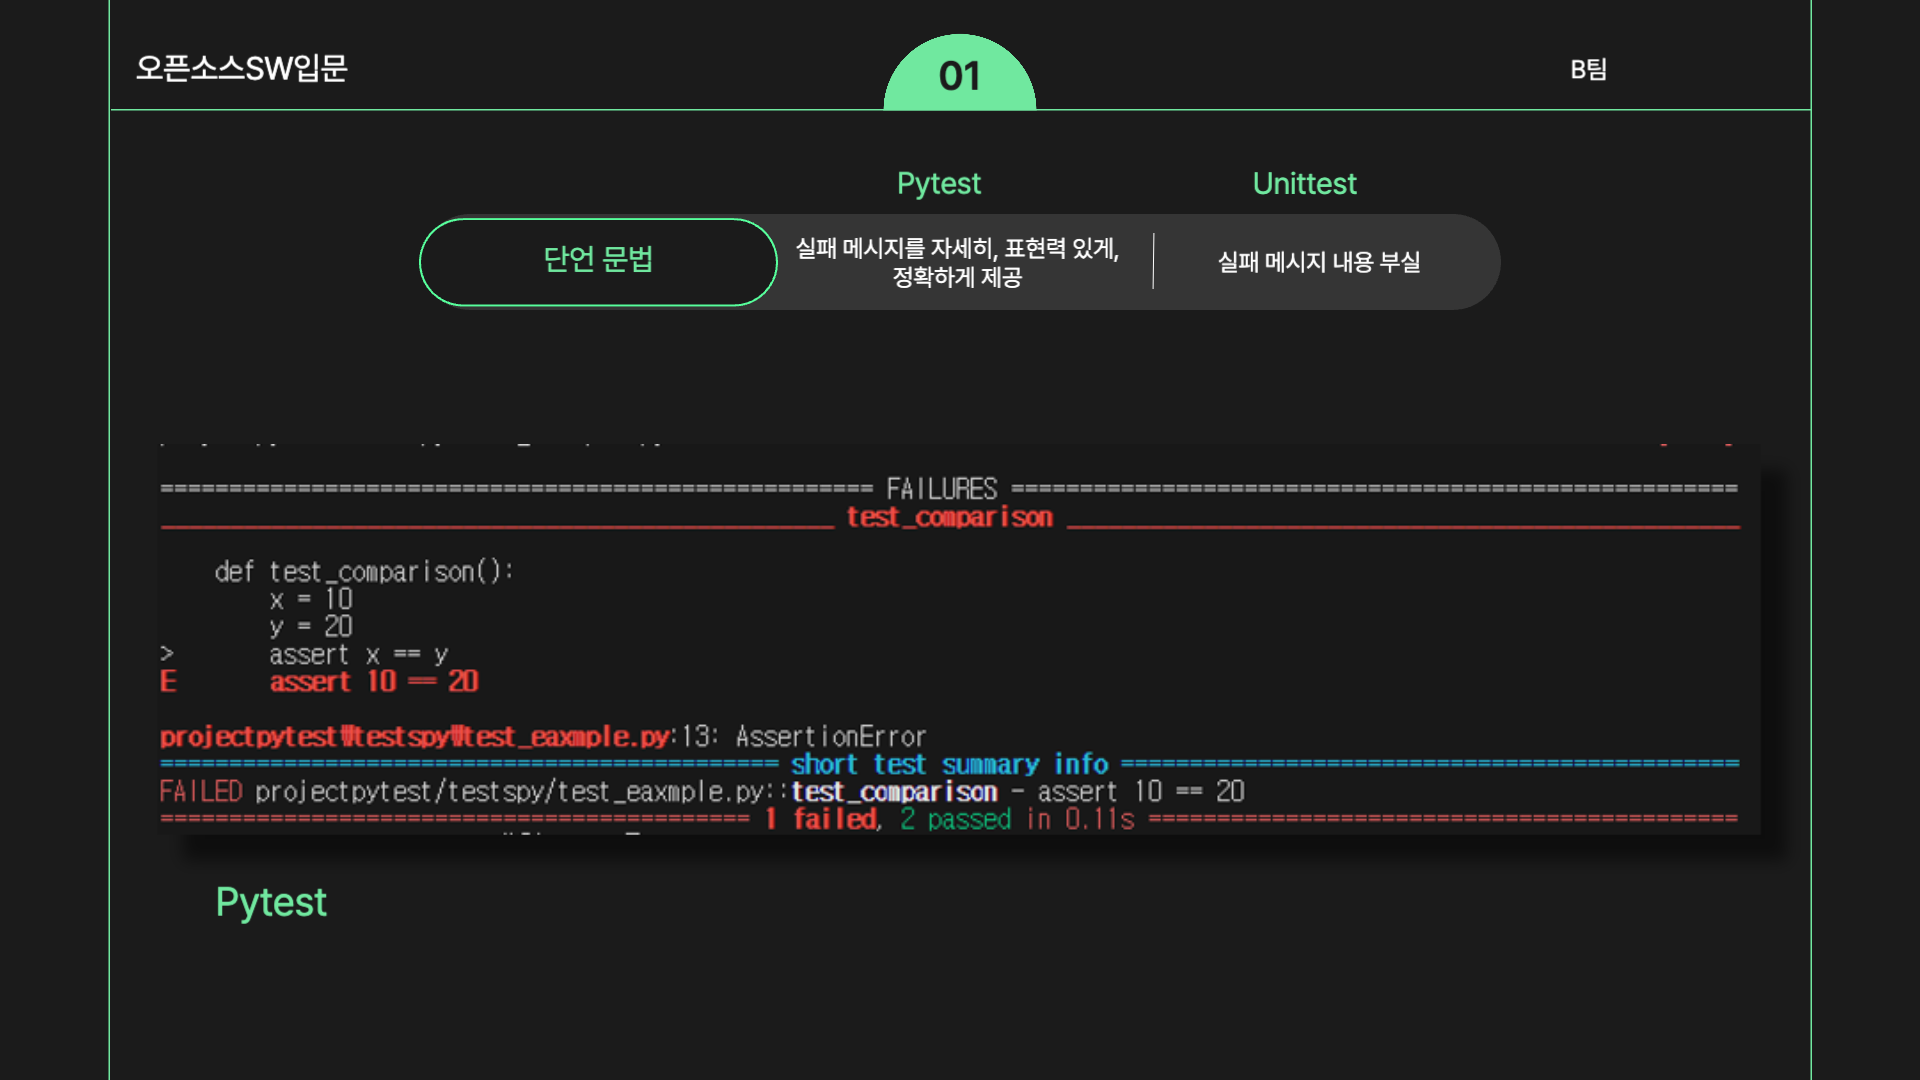 오픈소스SW입문
01
B팀
Pytest
Unittest
단언 문법
실패 메시지를 자세히, 표현력 있게,
정확하게 제공
실패 메시지 내용 부실
==================================================== FAILURES =====================================================
_________________________________________________ test_comparison _________________________________________________
def test_comparison():
x = 10
y = 20
> assert x == y
E assert 10 == 20
projectpytest₩testspy₩test_eaxmple.py:13: AssertionError
============================================= short test summary info =============================================
FAILED projectpytest/testspy/test_eaxmple.py::test_comparison - assert 10 == 20
=========================================== 1 failed, 2 passed in 0.11s ===========================================
Pytest